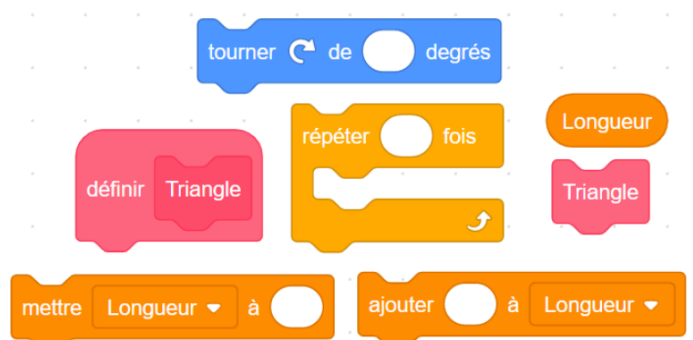 tourner de degrés
répéter fois
Longueur
définir Triangle
Triangle
mettre Longueur à
ajouter à Longueur